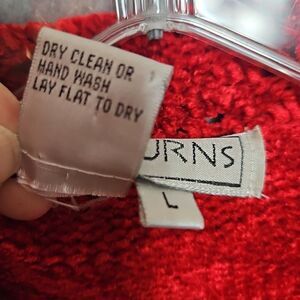 DRY CLEAN OR
HAND WASH
LAY FLAT TO DRY
URNS
L